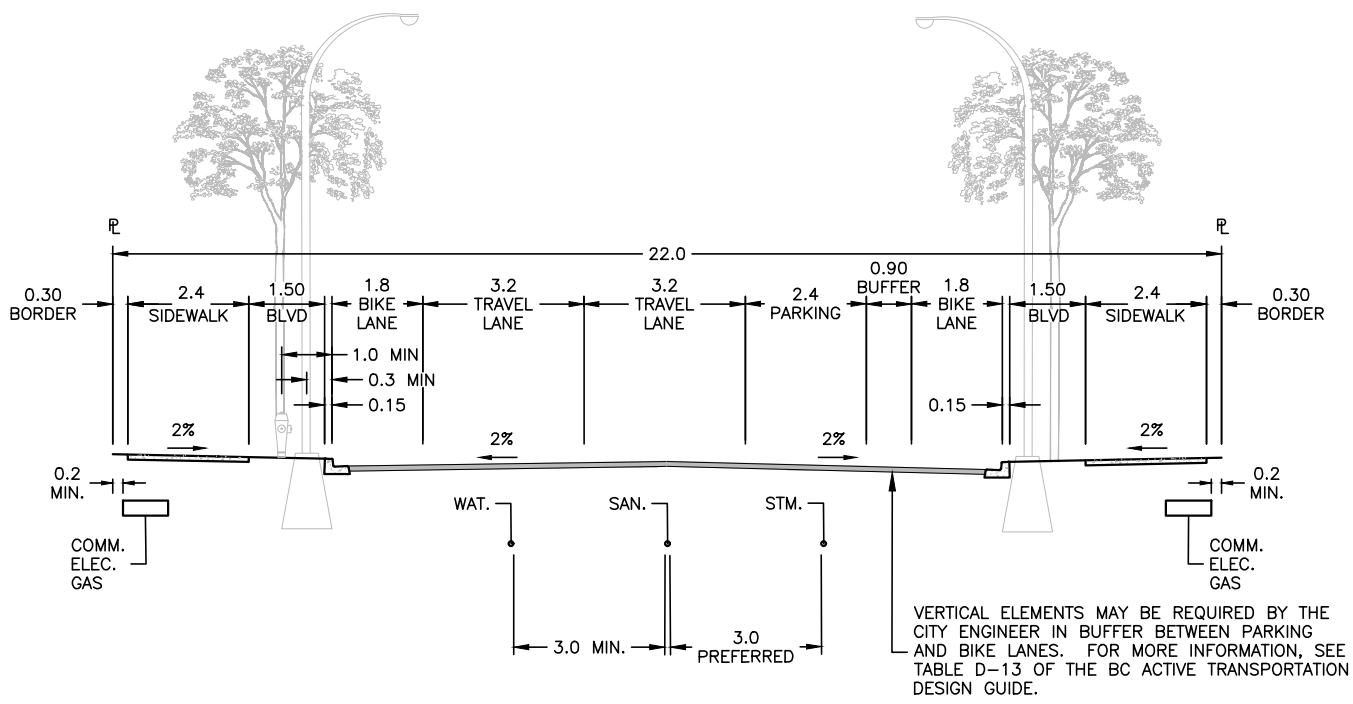 ℄ ℄
22.0
0.30
BORDER
2.4
SIDEWALK
1.50
BLVD
1.8
BIKE
LANE
3.2
TRAVEL
LANE
3.2
TRAVEL
LANE
2.4
PARKING
0.90
BUFFER
1.8
BIKE
LANE
1.50
BLVD
2.4
SIDEWALK
0.30
BORDER
1.0 MIN
0.3 MIN
0.15
0.15
2%
2%
2%
2%
0.2
MIN.
COMM.
ELEC.
GAS
WAT.
SAN.
STM.
0.2
MIN.
COMM.
ELEC.
GAS
3.0 MIN.
3.0
PREFERRED
VERTICAL ELEMENTS MAY BE REQUIRED BY THE
CITY ENGINEER IN BUFFER BETWEEN PARKING
AND BIKE LANES. FOR MORE INFORMATION, SEE
TABLE D-13 OF THE BC ACTIVE TRANSPORTATION
DESIGN GUIDE.